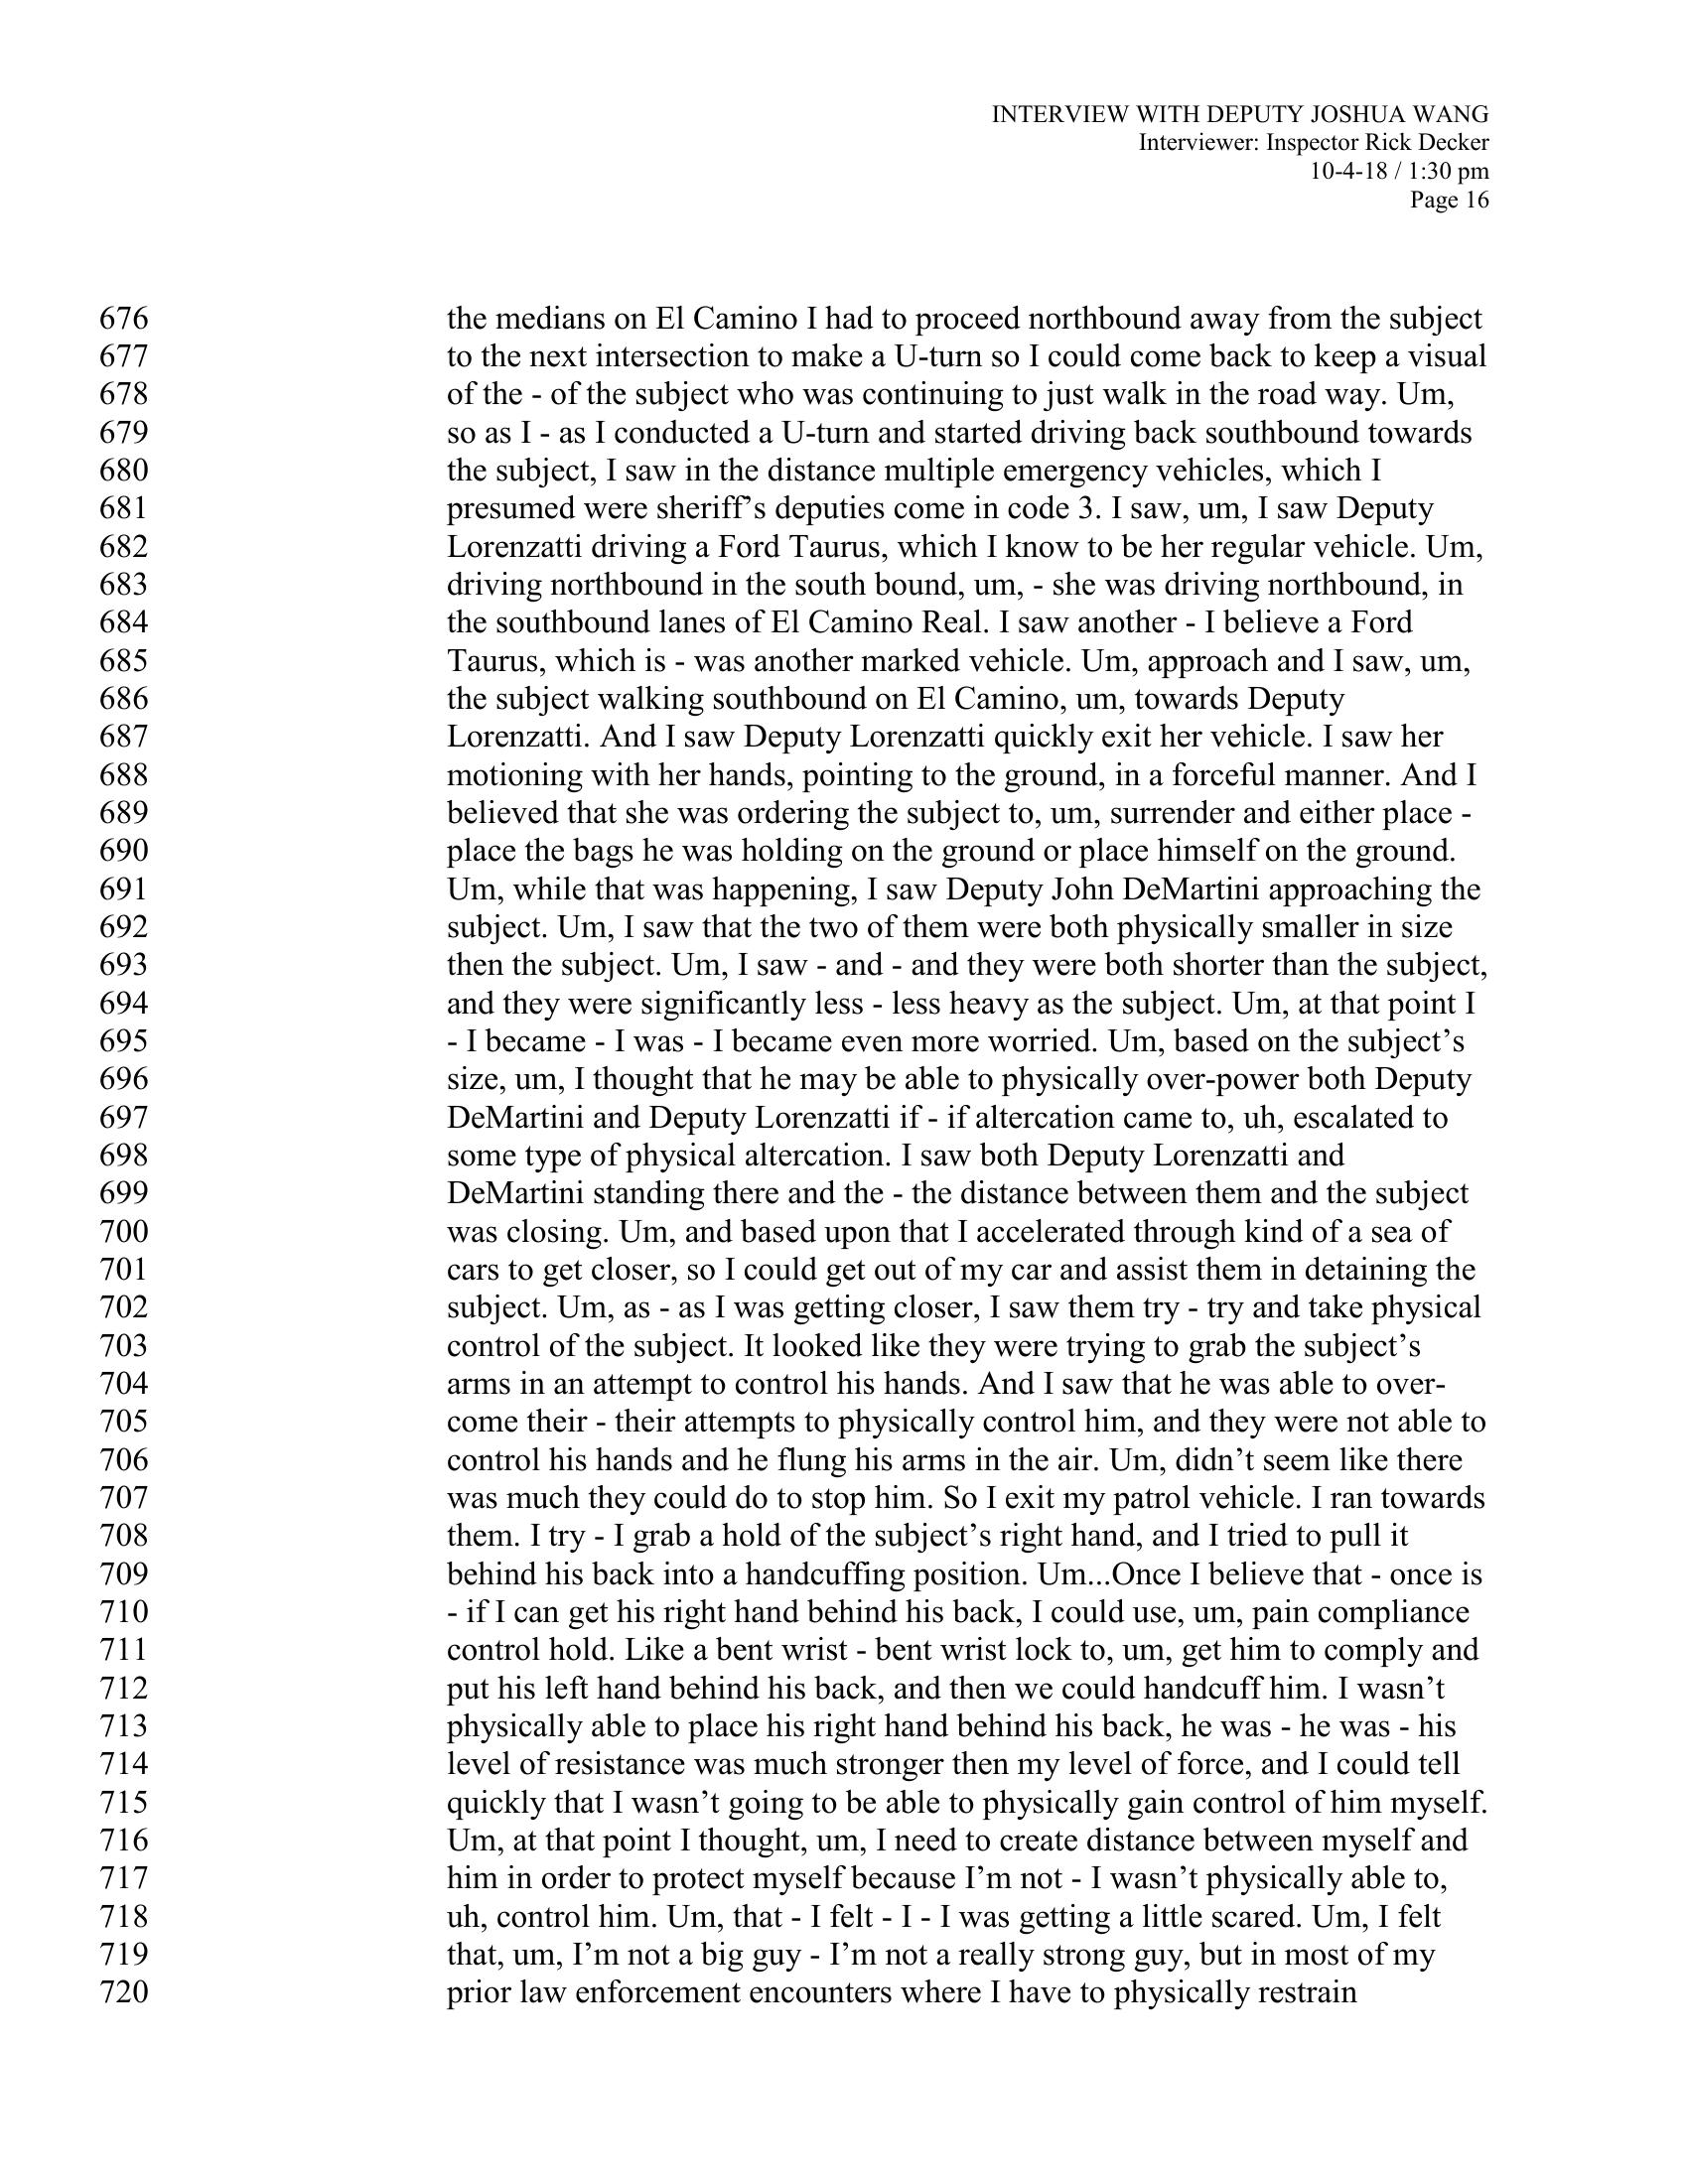 INTERVIEW WITH DEPUTY JOSHUA WANG
Interviewer: Inspector Rick Decker
10-4-18 / 1:30 pm
Page 16
676 the medians on El Camino I had to proceed northbound away from the subject
677 to the next intersection to make a U-turn so I could come back to keep a visual
678 of the - of the subject who was continuing to just walk in the road way. Um,
679 so as I - as I conducted a U-turn and started driving back southbound towards
680 the subject, I saw in the distance multiple emergency vehicles, which I
681 presumed were sheriff’s deputies come in code 3. I saw, um, I saw Deputy
682 Lorenzatti driving a Ford Taurus, which I know to be her regular vehicle. Um,
683 driving northbound in the south bound, um, - she was driving northbound, in
684 the southbound lanes of El Camino Real. I saw another - I believe a Ford
685 Taurus, which is - was another marked vehicle. Um, approach and I saw, um,
686 the subject walking southbound on El Camino, um, towards Deputy
687 Lorenzatti. And I saw Deputy Lorenzatti quickly exit her vehicle. I saw her
688 motioning with her hands, pointing to the ground, in a forceful manner. And I
689 believed that she was ordering the subject to, um, surrender and either place -
690 place the bags he was holding on the ground or place himself on the ground.
691 Um, while that was happening, I saw Deputy John DeMartini approaching the
692 subject. Um, I saw that the two of them were both physically smaller in size
693 then the subject. Um, I saw - and - and they were both shorter than the subject,
694 and they were significantly less - less heavy as the subject. Um, at that point I
695 - I became - I was - I became even more worried. Um, based on the subject’s
696 size, um, I thought that he may be able to physically over-power both Deputy
697 DeMartini and Deputy Lorenzatti if - if altercation came to, uh, escalated to
698 some type of physical altercation. I saw both Deputy Lorenzatti and
699 DeMartini standing there and the - the distance between them and the subject
700 was closing. Um, and based upon that I accelerated through kind of a sea of
701 cars to get closer, so I could get out of my car and assist them in detaining the
702 subject. Um, as - as I was getting closer, I saw them try - try and take physical
703 control of the subject. It looked like they were trying to grab the subject’s
704 arms in an attempt to control his hands. And I saw that he was able to over-
705 come their - their attempts to physically control him, and they were not able to
706 control his hands and he flung his arms in the air. Um, didn’t seem like there
707 was much they could do to stop him. So I exit my patrol vehicle. I ran towards
708 them. I try - I grab a hold of the subject’s right hand, and I tried to pull it
709 behind his back into a handcuffing position. Um...Once I believe that - once is
710 - if I can get his right hand behind his back, I could use, um, pain compliance
711 control hold. Like a bent wrist - bent wrist lock to, um, get him to comply and
712 put his left hand behind his back, and then we could handcuff him. I wasn’t
713 physically able to place his right hand behind his back, he was - he was - his
714 level of resistance was much stronger then my level of force, and I could tell
715 quickly that I wasn’t going to be able to physically gain control of him myself.
716 Um, at that point I thought, um, I need to create distance between myself and
717 him in order to protect myself because I’m not - I wasn’t physically able to,
718 uh, control him. Um, that - I felt - I - I was getting a little scared. Um, I felt
719 that, um, I’m not a big guy - I’m not a really strong guy, but in most of my
720 prior law enforcement encounters where I have to physically restrain